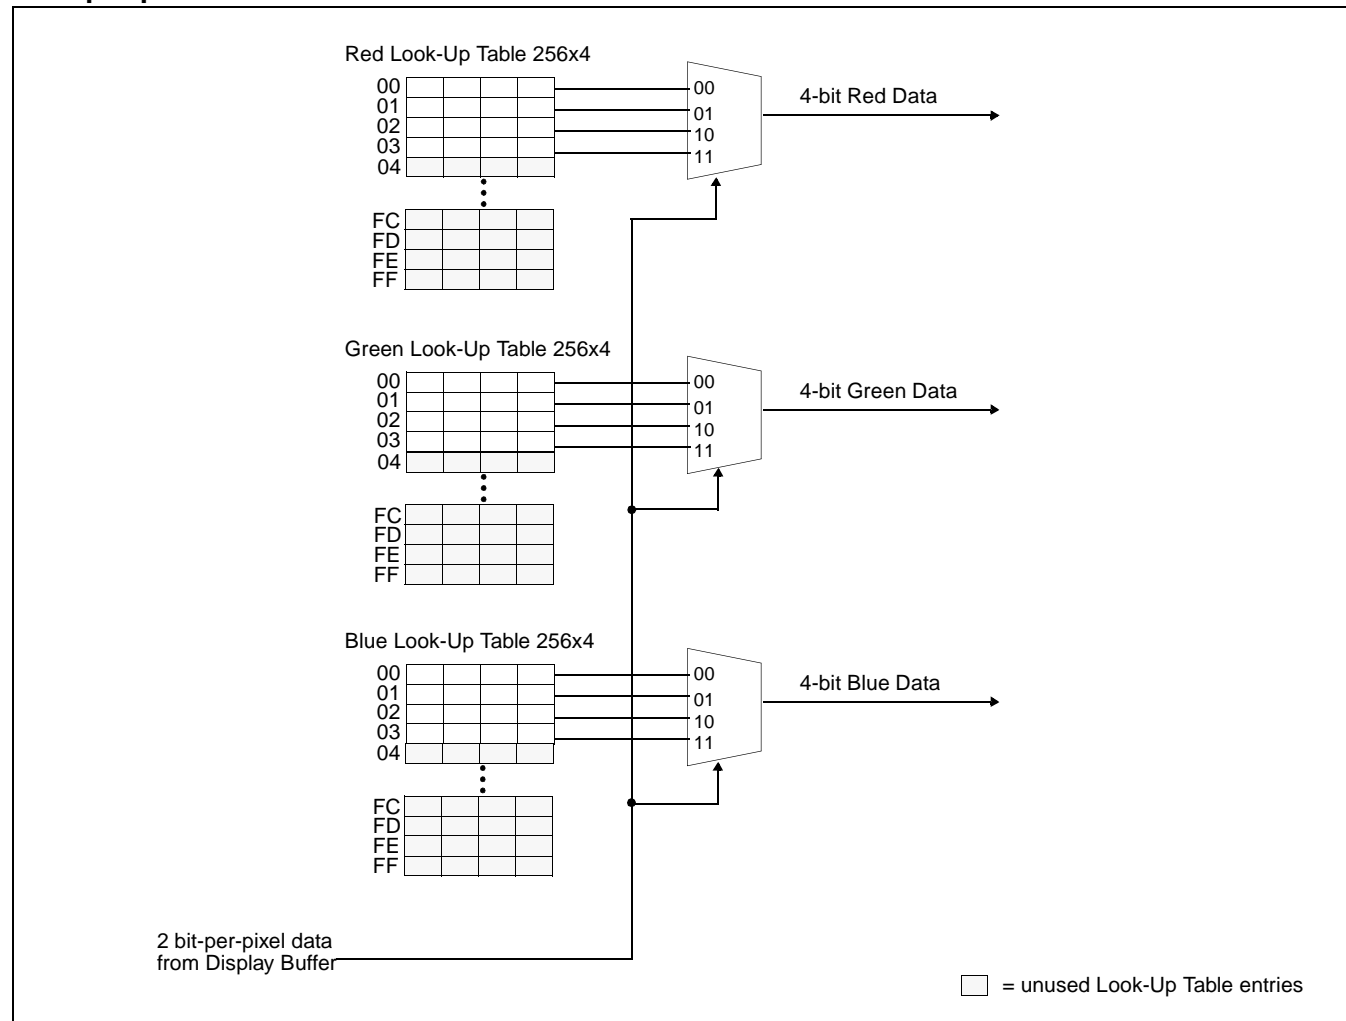 Red Look-Up Table 256x4
00
01
02
03
04
FC
FD
FE
FF
00
01
10
11
4-bit Red Data
Green Look-Up Table 256x4
00
01
02
03
04
FC
FD
FE
FF
00
01
10
11
4-bit Green Data
Blue Look-Up Table 256x4
00
01
02
03
04
FC
FD
FE
FF
00
01
10
11
4-bit Blue Data
2 bit-per-pixel data
from Display Buffer
= unused Look-Up Table entries